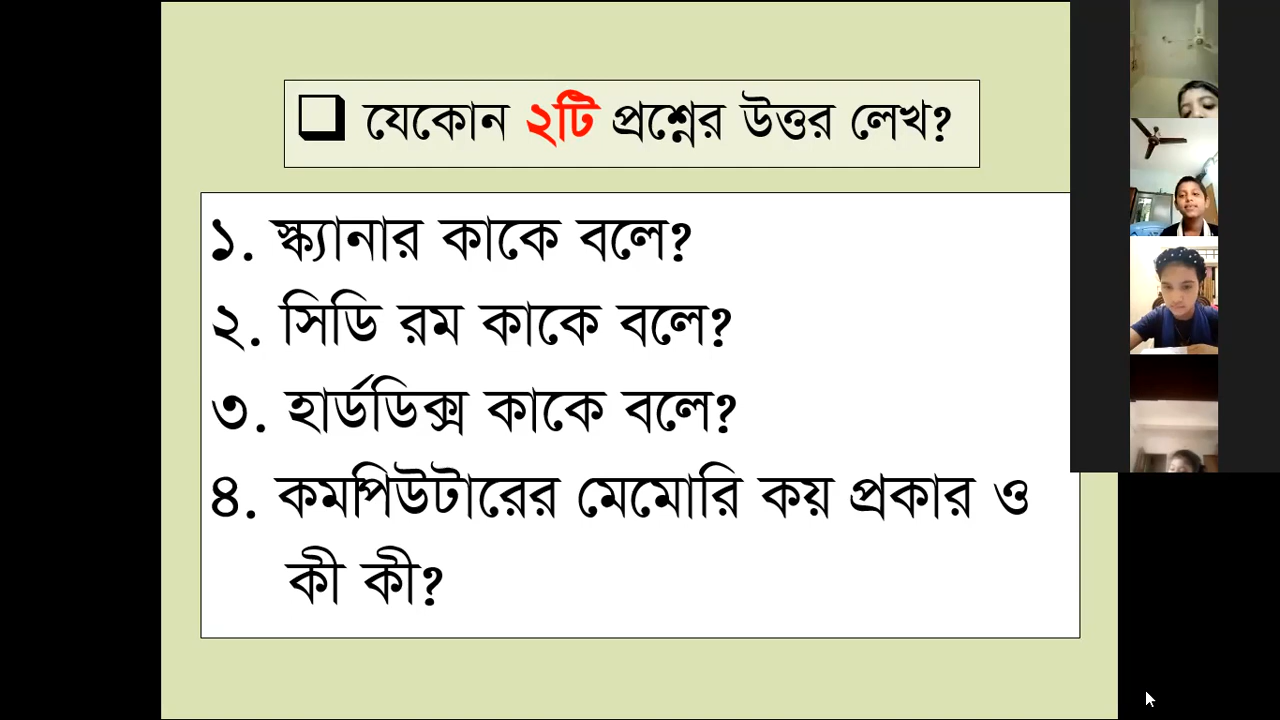 যেকোন ২টি প্রশ্নের উত্তর লেখ?
১. স্ক্যানার কাকে বলে?
২. সিডি রম কাকে বলে?
৩. হার্ডডিক্স কাকে বলে?
৪. কমপিউটারের মেমোরি কয় প্রকার ও
কী কী?